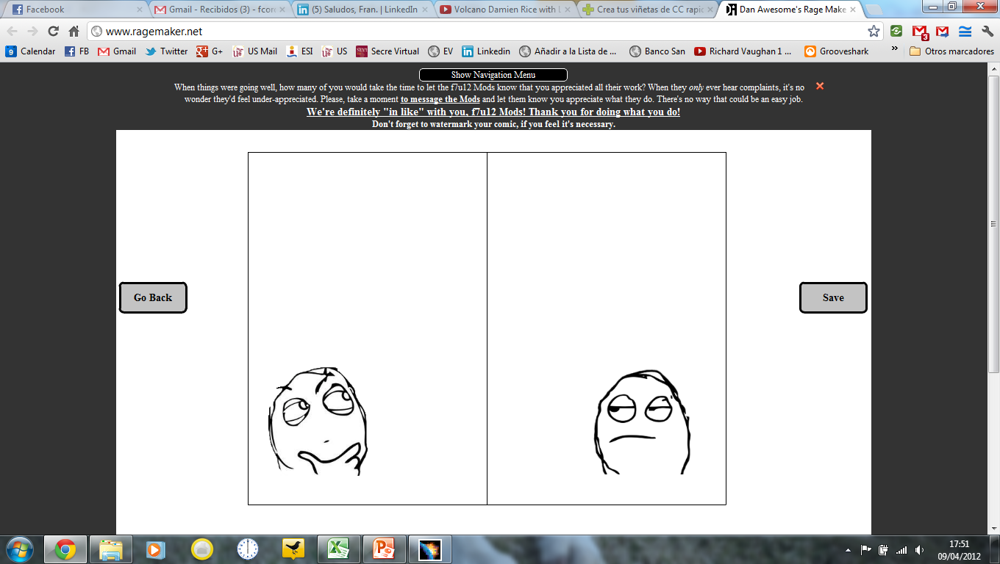 Facebook
Gmail - Recibidos (3) - fcore
(5) Saludos, Fran. | LinkedIn
Volcano Damien Rice with L
Crea tus viñetas de CC rapid
Dan Awesome's Rage Make
www.ragemaker.net
3
9 Calendar FB Gmail Twitter G+ US Mail ESI US Secre Virtual EV Linkedin Añadir a la Lista de ... Banco San Richard Vaughan 1 ... Grooveshark » Otros marcadores
Show Navigation Menu
When things were going well, how many of you would take the time to let the f7u12 Mods know that you appreciated all their work? When they only ever hear complaints, it's no
wonder they'd feel under-appreciated. Please, take a moment to message the Mods and let them know you appreciate what they do. There's no way that could be an easy job.
We're definitely "in like" with you, f7u12 Mods! Thank you for doing what you do!
Don't forget to watermark your comic, if you feel it's necessary.
Go Back
Save
17:51
09/04/2012